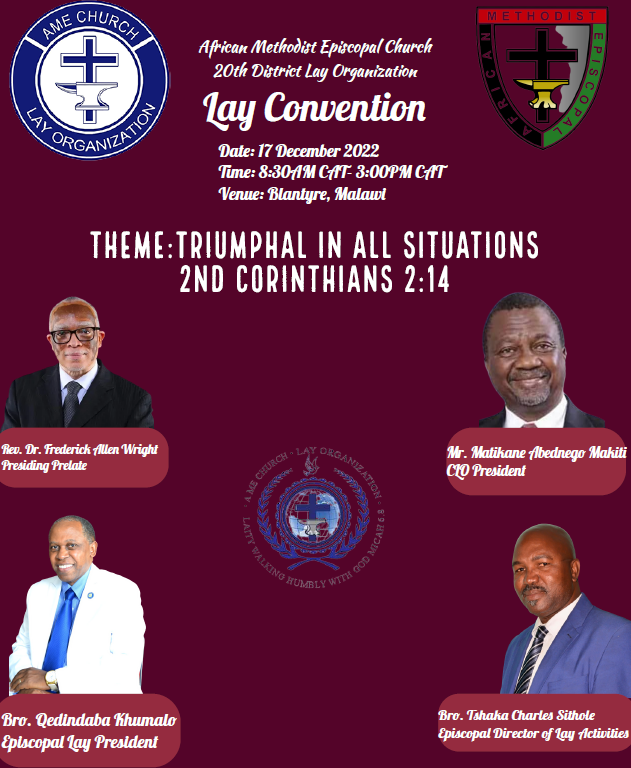 AME CHURCH
LAY ORGANIZATION
African Methodist Episcopal Church
20th District Lay Organization
Lay Convention
Date: 17 December 2022
Time: 8:30AM CAT- 3:00PM CAT
Venue: Blantyre, Malawi
AFRICAN
METHODIST
EPISCOPAL
THEME:TRIUMPHAL IN ALL SITUATIONS
2ND CORINTHIANS 2:14
Rev. Dr. Frederick Allen Wright
Presiding Prelate
Mr. Matikane Abednego Makiti
CLO President
· AME CHURCH · LAY ORGANIZATION ·
LAITY WALKING HUMBLY WITH GOD MICAH 6:8
Bro. Qedindaba Khumalo
Episcopal Lay President
Bro. Tshaka Charles Sithole
Episcopal Director of Lay Activities